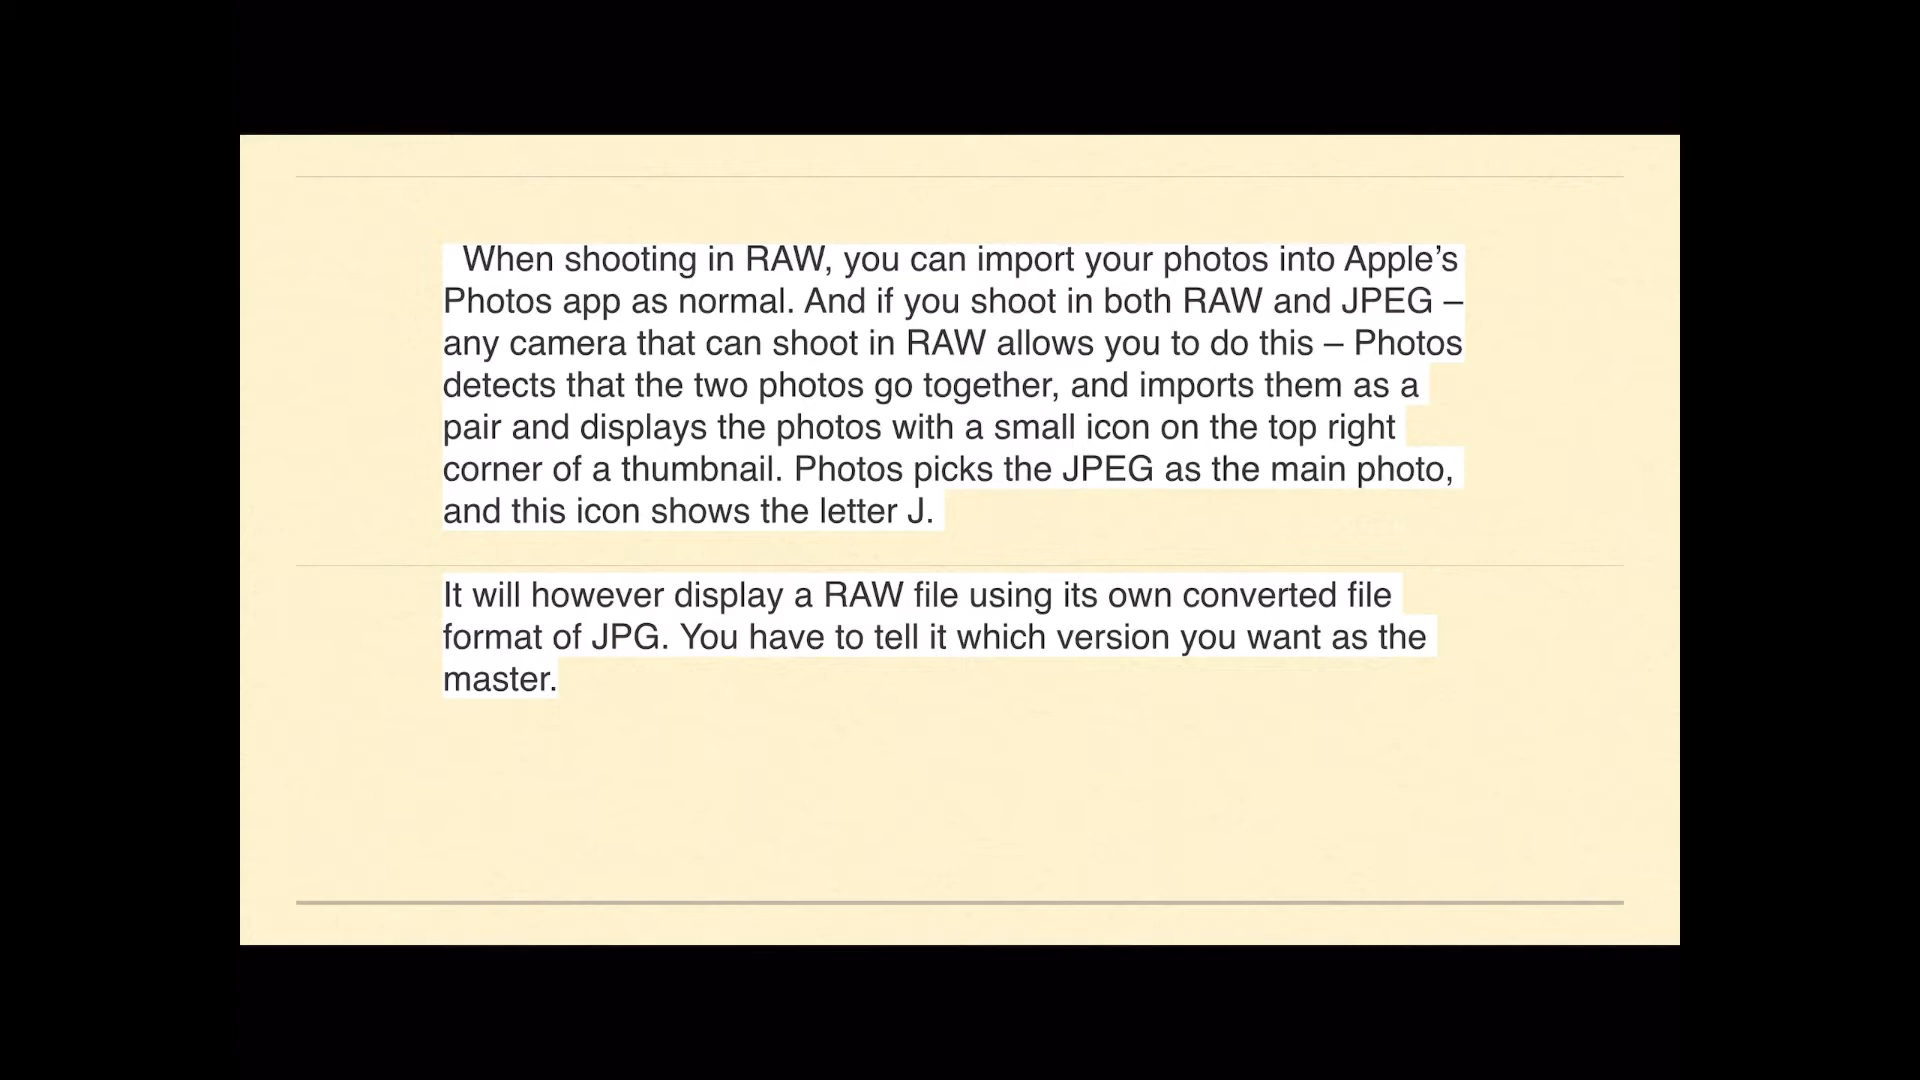 When shooting in RAW, you can import your photos into Apple’s
Photos app as normal. And if you shoot in both RAW and JPEG –
any camera that can shoot in RAW allows you to do this – Photos
detects that the two photos go together, and imports them as a
pair and displays the photos with a small icon on the top right
corner of a thumbnail. Photos picks the JPEG as the main photo,
and this icon shows the letter J.
It will however display a RAW file using its own converted file
format of JPG. You have to tell it which version you want as the
master.